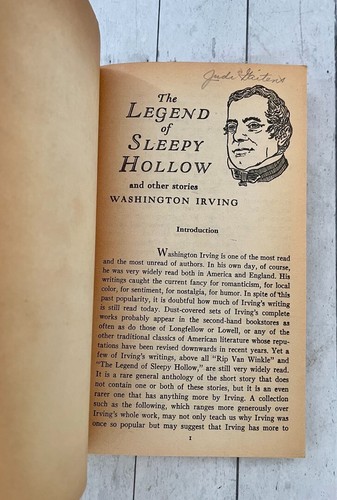 The
LEGEND
of
SLEEPY
HOLLOW
and other stories
WASHINGTON IRVING
Introduction
Washington Irving is one of the most read
and the most unread of authors. In his own day, of course,
he was very widely read both in America and England. His
writings caught the current fancy for romanticism, for local
color, for sentiment, for nostalgia, for humor. In spite of this
past popularity, it is doubtful how much of Irving's writing
is still read today. Dust-covered sets of Irving's complete
works probably appear in the second-hand bookstores as
often as do those of Longfellow or Lowell, or any of the
other traditional classics of American literature whose repu-
tations have been revised downwards in recent years. Yet a
few of Irving's writings, above all "Rip Van Winkle" and
"The Legend of Sleepy Hollow," are still very widely read.
It is a rare general anthology of the short story that does
not contain one or both of these stories, but it is an even
rarer one that has anything more by Irving. A collection
such as the following, which ranges more generously over
Irving's whole work, may not only teach us why Irving was
once so popular but may suggest that Irving has more to
1